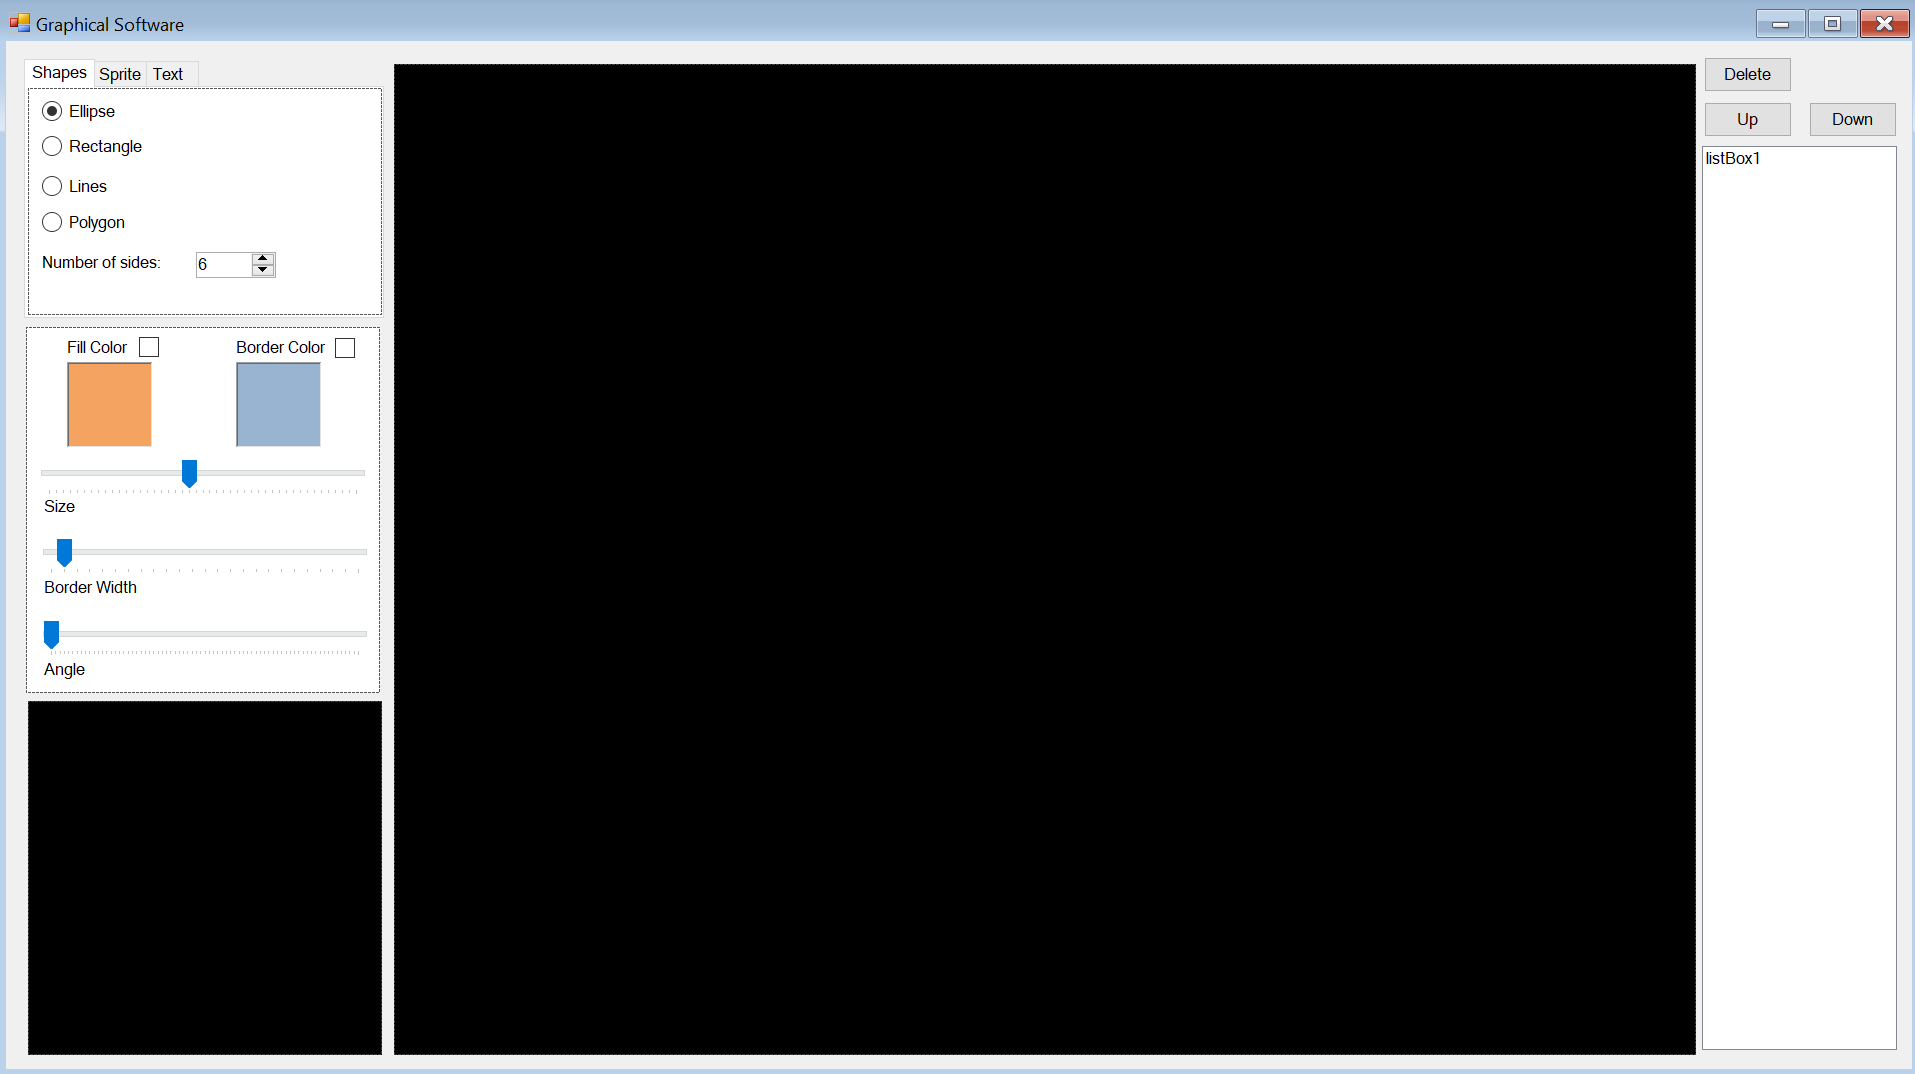 Graphical Software
Shapes Sprite Text
Ellipse
Rectangle
Lines
Polygon
Number of sides: 6
Fill Color Border Color
Size
Border Width
Angle
Delete
Up Down
listBox1